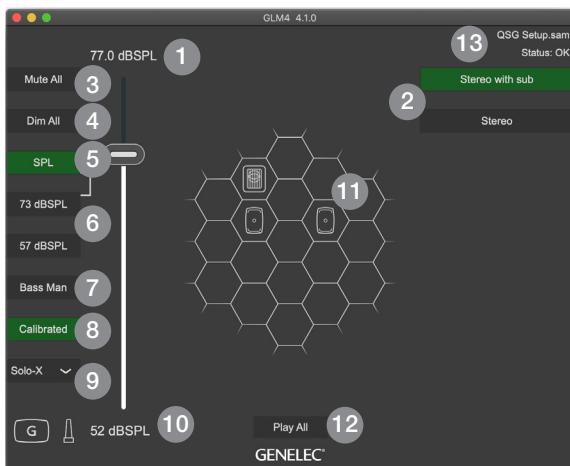 GLM4 4.1.0
QSG Setup.sam
13
Status: OK
77.0 dBSPL
1
Mute All
3
Stereo with sub
2
Dim All
4
Stereo
SPL
5
73 dBSPL
6
11
57 dBSPL
Bass Man
7
Calibrated
8
Solo-X
9
G
52 dBSPL
10
Play All
12
GENELEC®